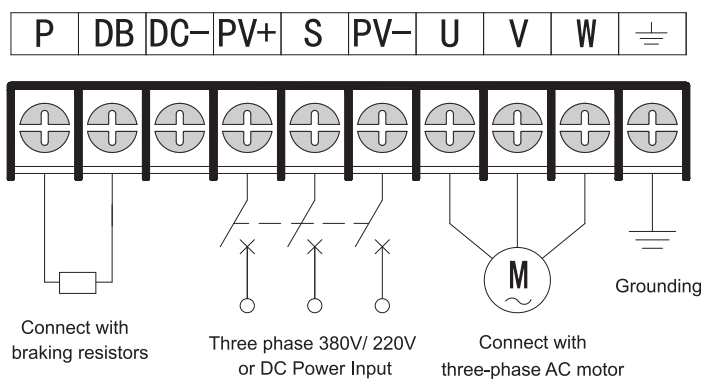 P DB DC- PV+ S PV- U V W
M
Grounding
Connect with
braking resistors
Three phase 380V/ 220V
or DC Power Input
Connect with
three-phase AC motor